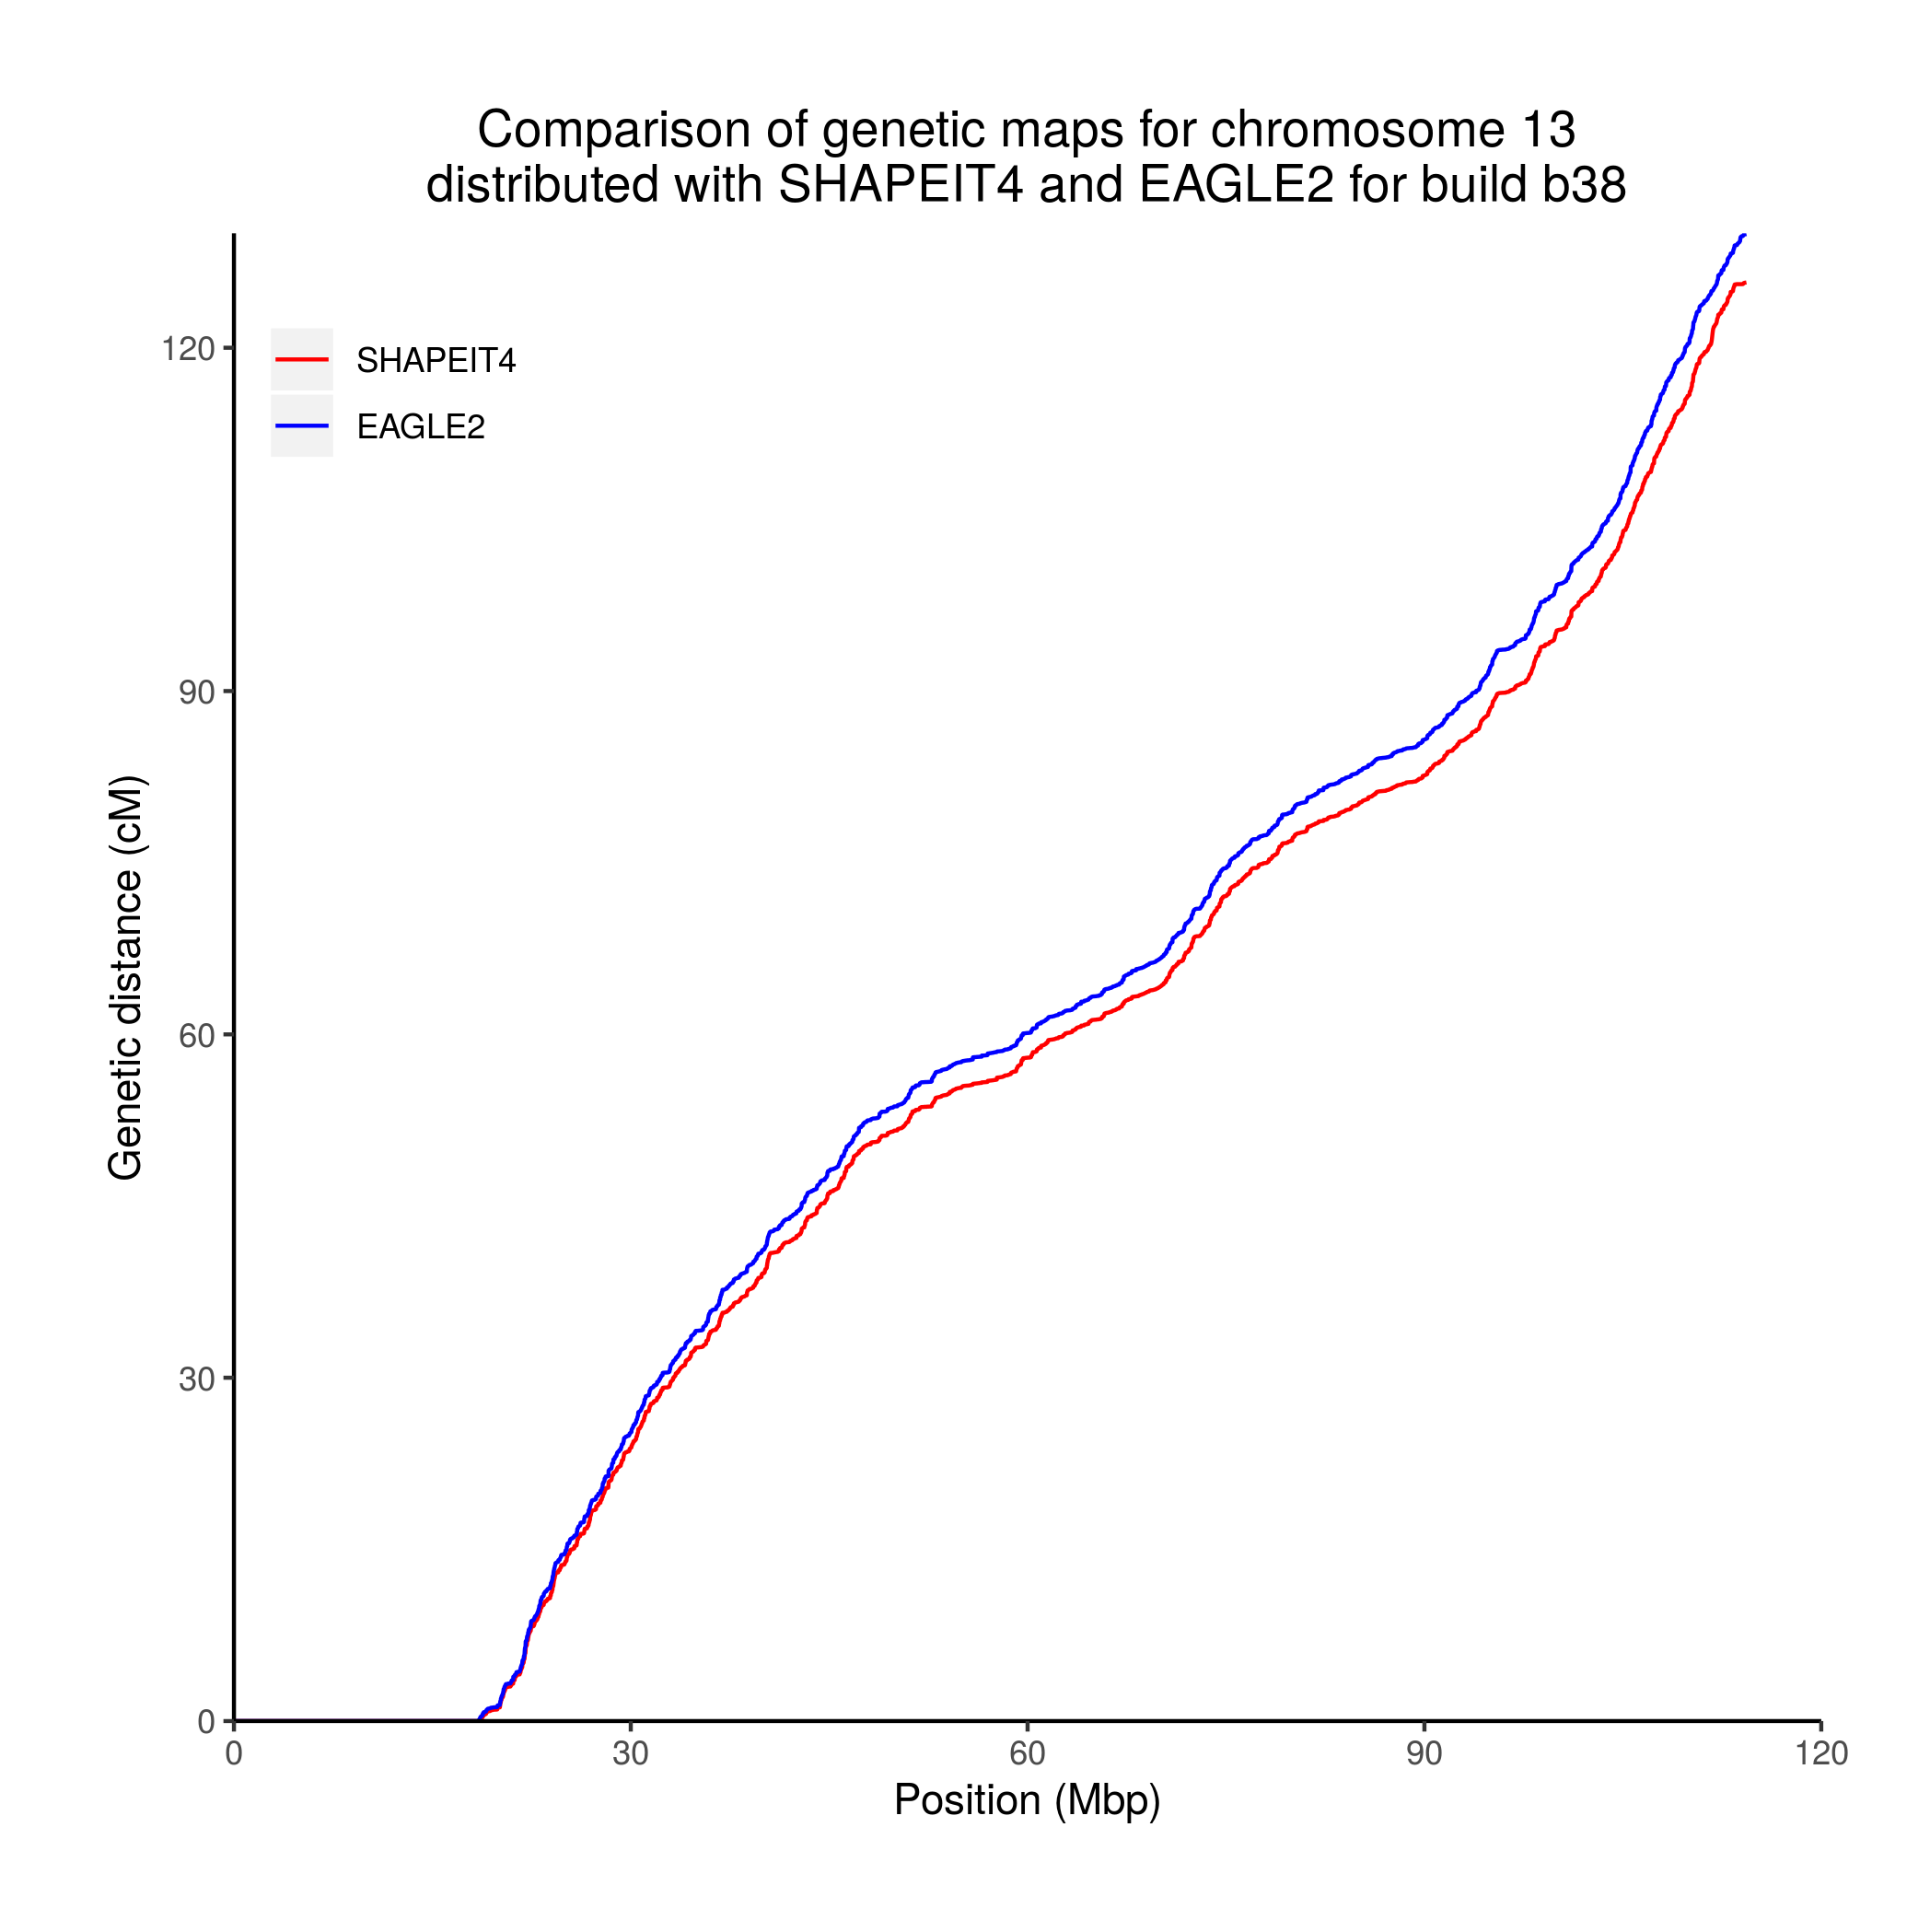 Comparison of genetic maps for chromosome 13
distributed with SHAPEIT4 and EAGLE2 for build b38
SHAPEIT4
EAGLE2
Genetic distance (cM)
120
90
60
30
0
0 30 60 90 120
Position (Mbp)